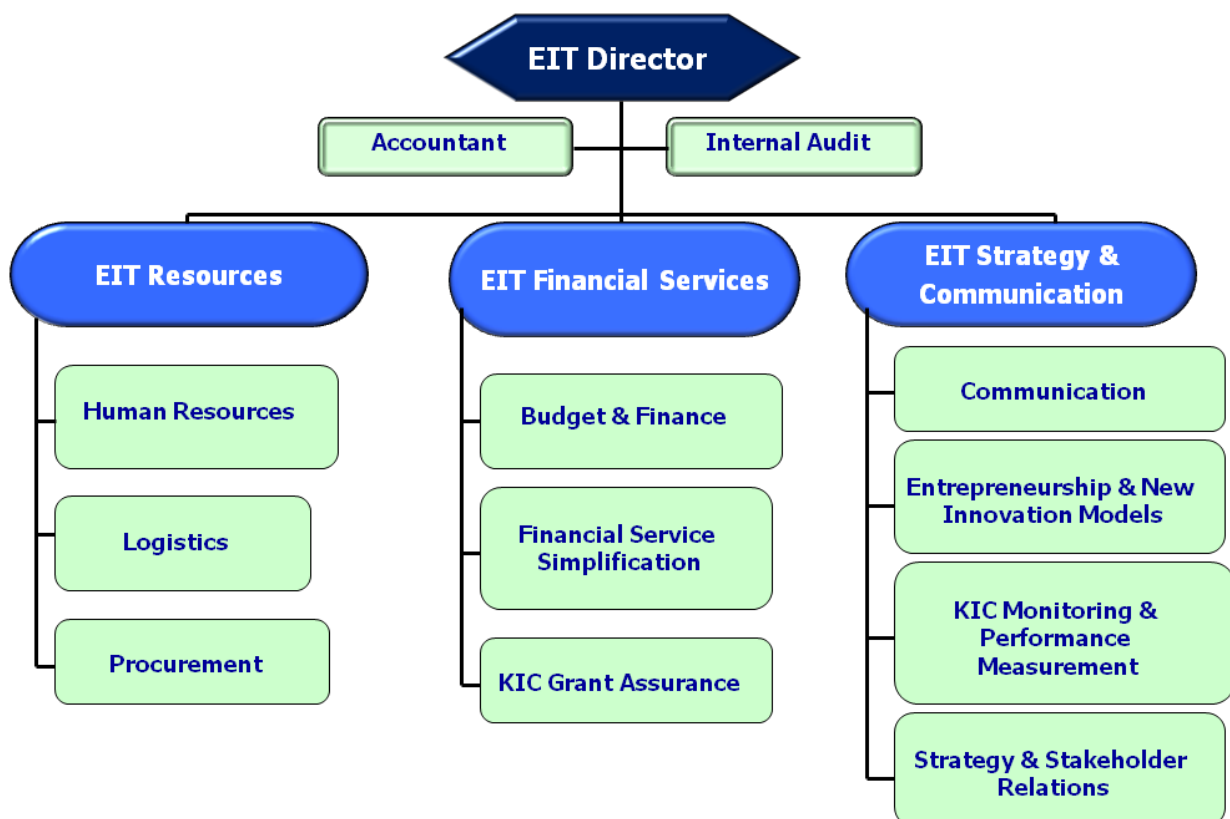 EIT Director
Accountant
Internal Audit
EIT Resources
EIT Financial Services
EIT Strategy &
Communication
Human Resources
Logistics
Procurement
Budget & Finance
Financial Service
Simplification
KIC Grant Assurance
Communication
Entrepreneurship & New
Innovation Models
KIC Monitoring &
Performance
Measurement
Strategy & Stakeholder
Relations